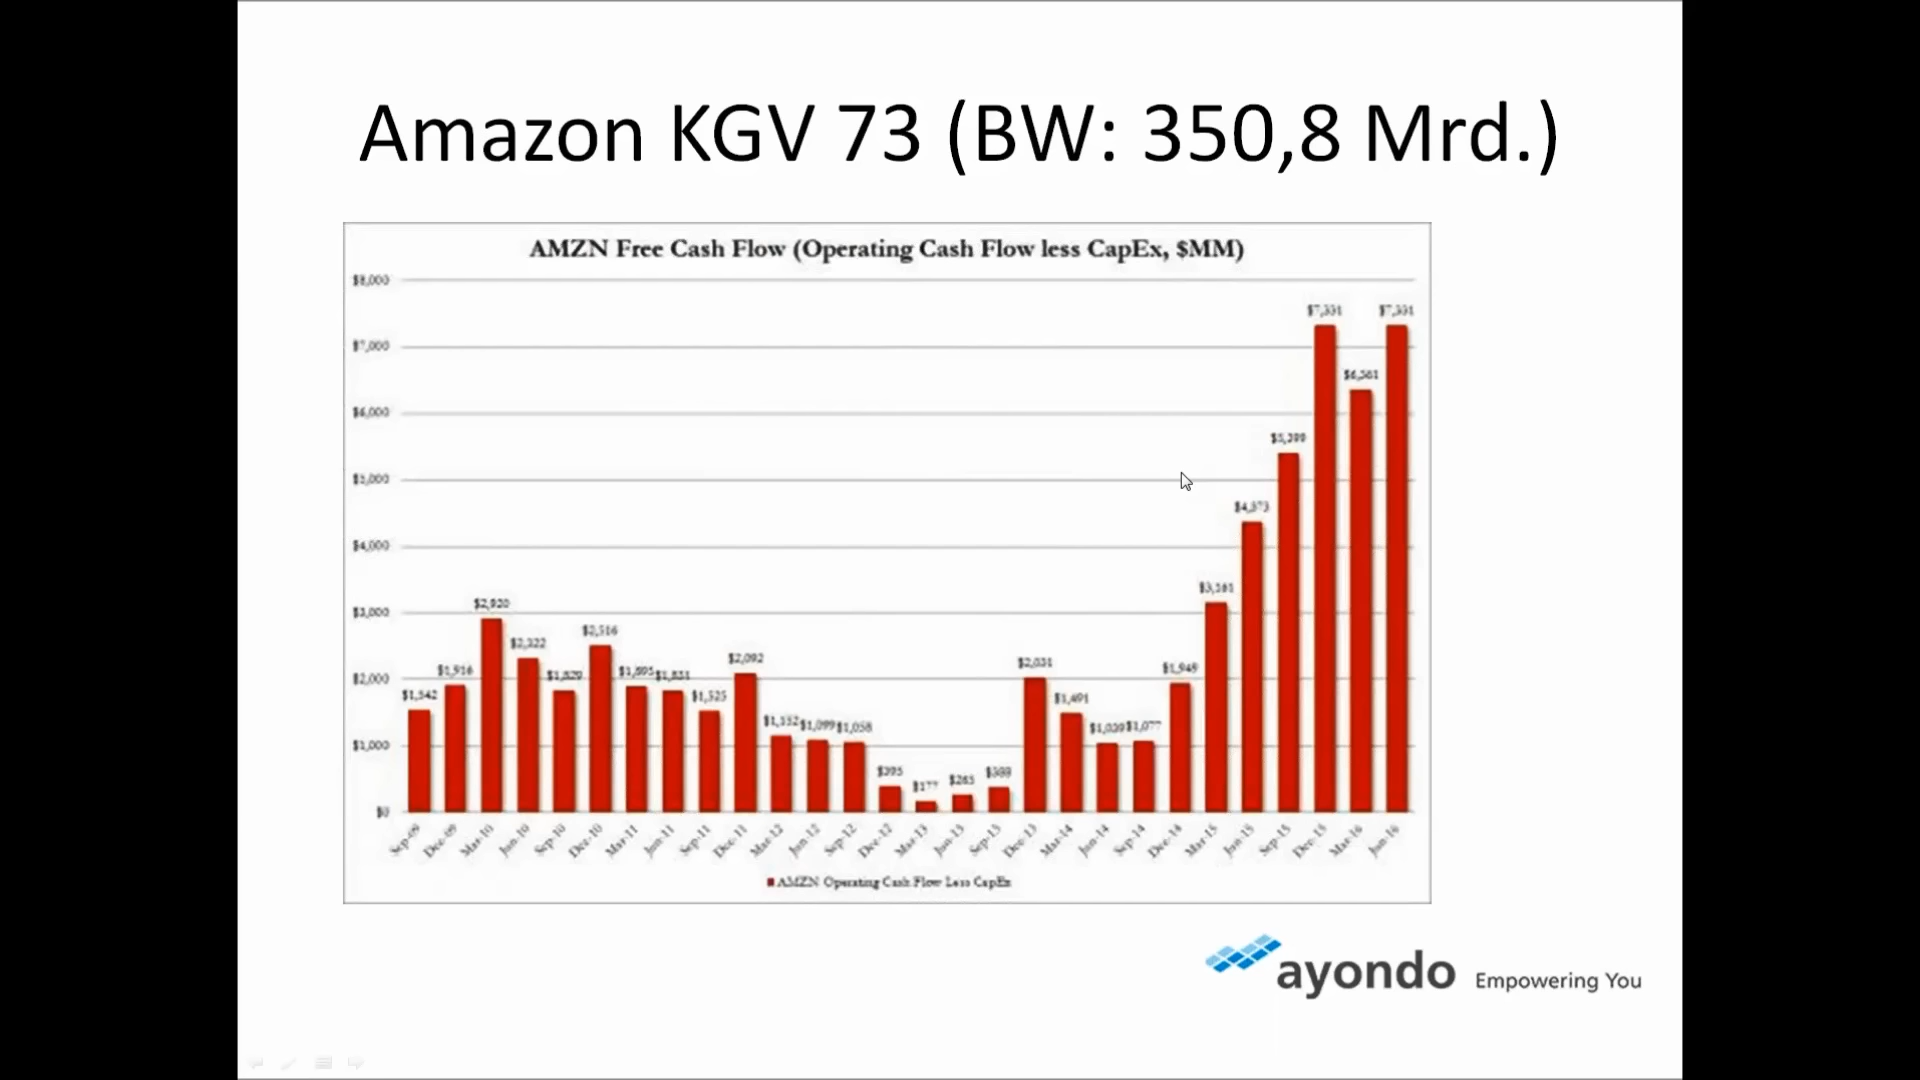 Amazon KGV 73 (BW: 350,8 Mrd.)
AMZN Free Cash Flow (Operating Cash Flow less CapEx, $MM)
$8,000
$7,000
$6,000
$5,000
$4,000
$3,000
$2,000
$1,000
$0
$1,542
$1,916
$2,920
$2,322
$1,829
$2,516
$1,895
$1,831
$1,525
$2,092
$1,152
$1,099
$1,058
$395
$177
$265
$388
$2,031
$1,491
$1,077
$1,949
$3,161
$4,373
$5,399
$7,331
$7,331
Sep-09
Dec-09
Mar-10
Jun-10
Sep-10
Dec-10
Mar-11
Jun-11
Sep-11
Dec-11
Mar-12
Jun-12
Sep-12
Dec-12
Mar-13
Jun-13
Sep-13
Dec-13
Mar-14
Jun-14
Sep-14
Dec-14
Mar-15
Jun-15
Sep-15
Dec-15
Mar-16
Jun-16
AMZN Operating Cash Flow Less CapEx
ayondo Empowering You